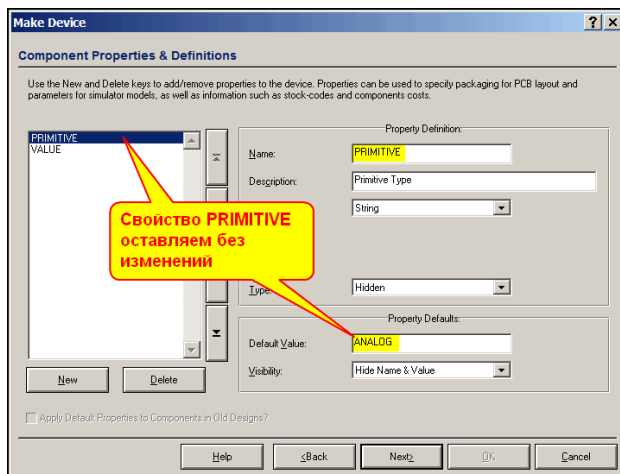 Make Device
Component Properties & Definitions
Use the New and Delete keys to add/remove properties to the device. Properties can be used to specify packaging for PCB layout and
parameters for simulator models, as well as information such as stock-codes and components costs.
PRIMITIVE
VALUE
Свойство PRIMITIVE
оставляем без
изменений
New
Delete
Property Definition:
Name:
PRIMITIVE
Description:
Primitive Type
String
Type:
Hidden
Property Defaults:
Default Value:
ANALOG
Visibility:
Hide Name & Value
Apply Default Properties to Components in Old Designs?
Help
<Back
Next>
OK
Cancel